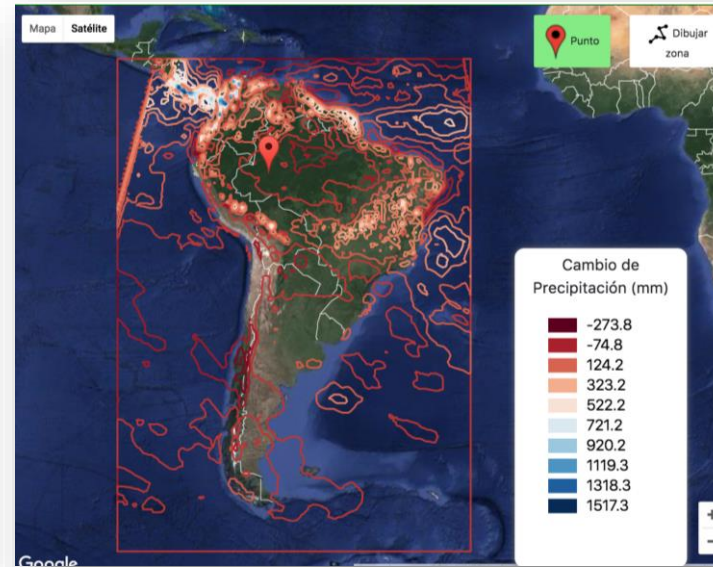 Mapa Satélite
Punto
Dibujar
zona
Cambio de
Precipitación (mm)
-273.8
-74.8
124.2
323.2
522.2
721.2
920.2
1119.3
1318.3
1517.3
+
−
Google